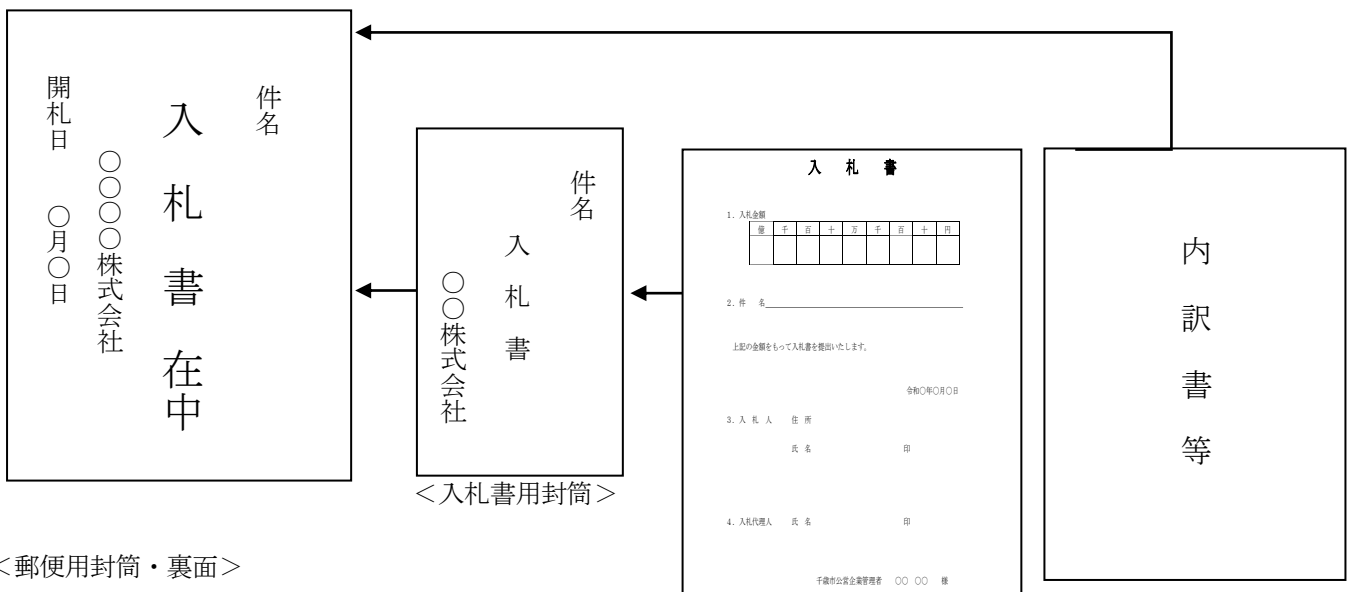 件名
入札書在中
〇〇〇〇株式会社
開札日　〇月〇日
件名
入札書
〇〇株式会社
＜入札書用封筒＞
入　札　書
1．入札金額
億 千 百 十 万 千 百 十 円
2．件　名
上記の金額をもって入札書を提出いたします。
令和〇年〇月〇日
3．入 札 人　住 所
氏 名　印
4．入札代理人　氏 名　印
千歳市公営企業管理者　〇〇 〇〇　様
内訳書等
＜郵便用封筒・裏面＞